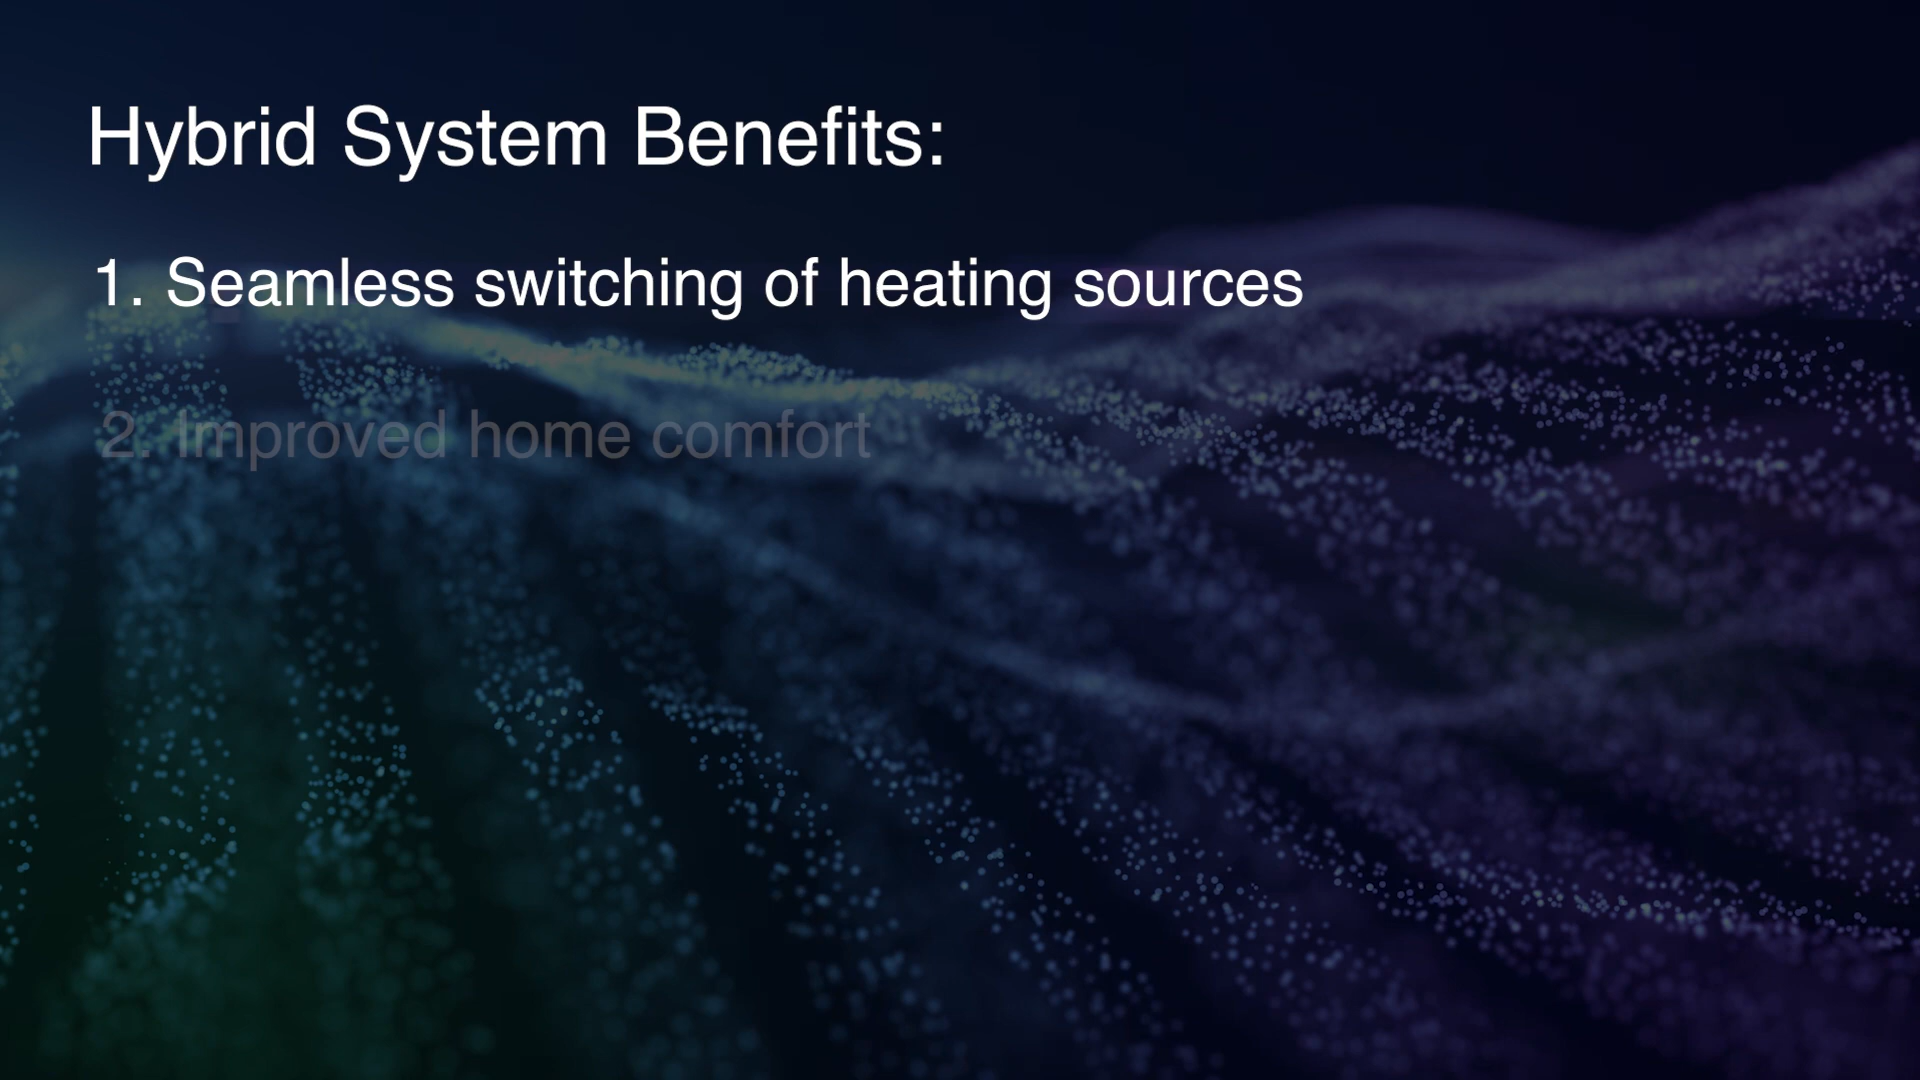 Hybrid System Benefits:
1. Seamless switching of heating sources
2. Improved home comfort